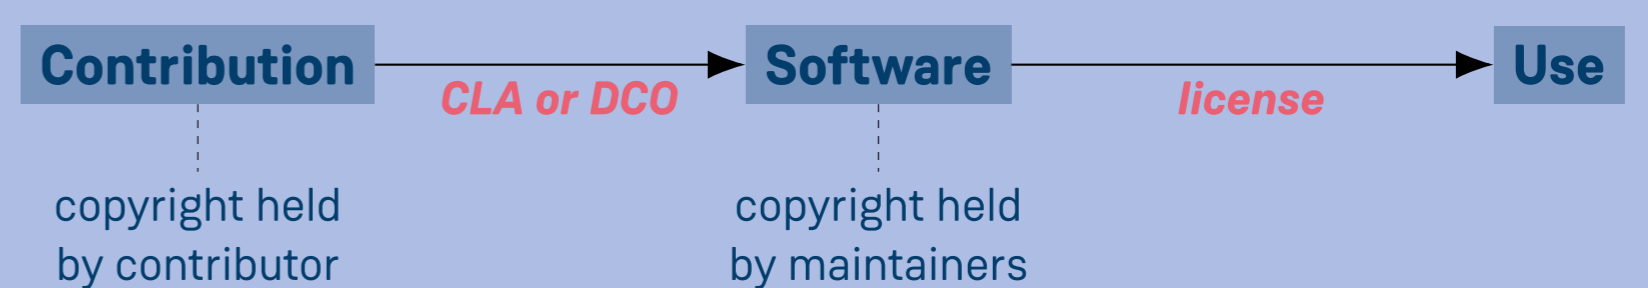 Contribution
CLA or DCO
Software
license
Use
copyright held
by contributor
copyright held
by maintainers